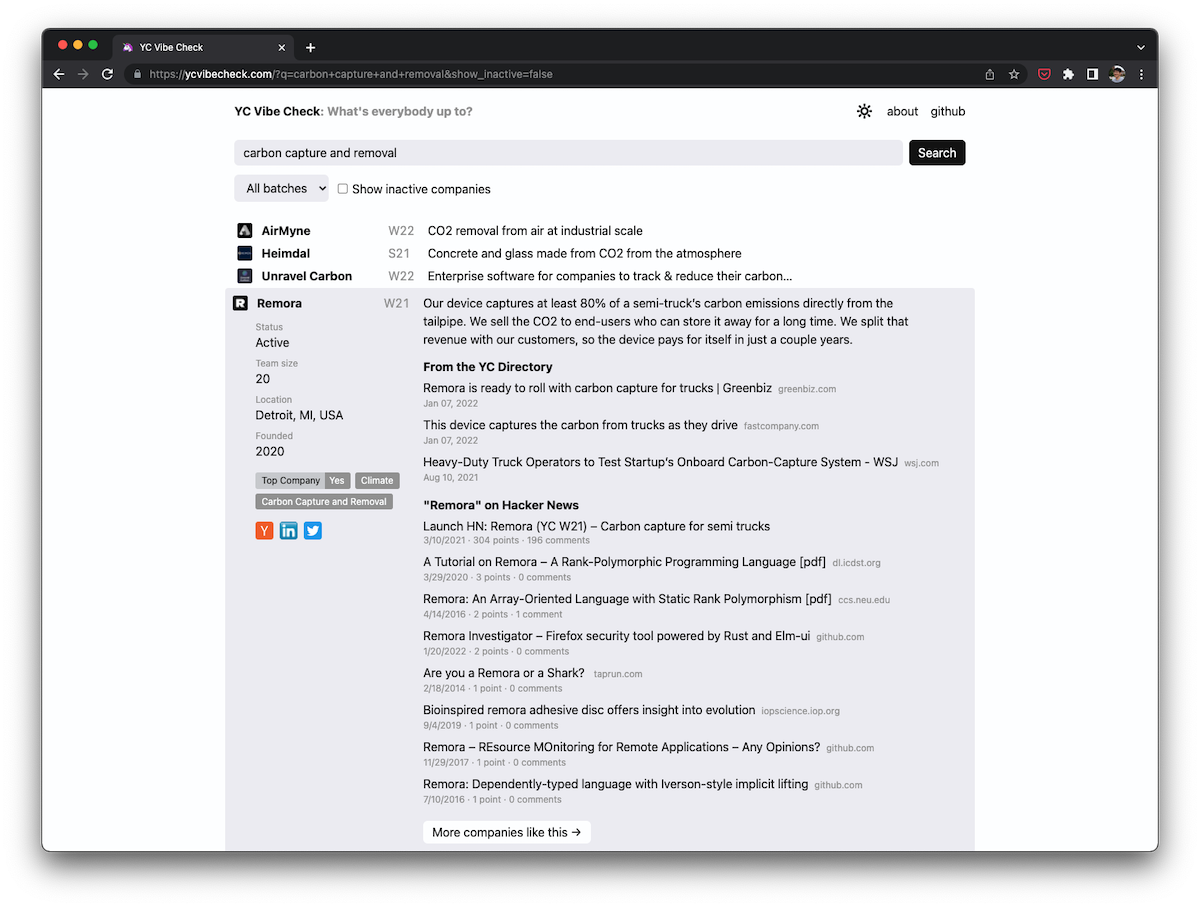 YC Vibe Check
https://ycvibecheck.com/?q=carbon+capture+and+removal&show_inactive=false
YC Vibe Check: What's everybody up to?
about
github
carbon capture and removal
Search
All batches
Show inactive companies
AirMyne W22 CO2 removal from air at industrial scale
Heimdal S21 Concrete and glass made from CO2 from the atmosphere
Unravel Carbon W22 Enterprise software for companies to track & reduce their carbon...
R Remora W21
Status
Active
Team size
20
Location
Detroit, MI, USA
Founded
2020
Top Company Yes Climate
Carbon Capture and Removal
Y in
Our device captures at least 80% of a semi-truck's carbon emissions directly from the
tailpipe. We sell the CO2 to end-users who can store it away for a long time. We split that
revenue with our customers, so the device pays for itself in just a couple years.
From the YC Directory
Remora is ready to roll with carbon capture for trucks | Greenbiz greenbiz.com
Jan 07, 2022
This device captures the carbon from trucks as they drive fastcompany.com
Jan 07, 2022
Heavy-Duty Truck Operators to Test Startup's Onboard Carbon-Capture System - WSJ wsj.com
Aug 10, 2021
"Remora" on Hacker News
Launch HN: Remora (YC W21) – Carbon capture for semi trucks
3/10/2021 · 304 points · 196 comments
A Tutorial on Remora – A Rank-Polymorphic Programming Language [pdf] dl.icdst.org
3/29/2020 · 3 points · 0 comments
Remora: An Array-Oriented Language with Static Rank Polymorphism [pdf] ccs.neu.edu
4/14/2016 · 2 points · 1 comment
Remora Investigator – Firefox security tool powered by Rust and Elm-ui github.com
1/20/2022 · 2 points · 0 comments
Are you a Remora or a Shark? taprun.com
2/18/2014 · 1 point · 0 comments
Bioinspired remora adhesive disc offers insight into evolution iopscience.iop.org
9/4/2019 · 1 point · 0 comments
Remora – REsource MOnitoring for Remote Applications – Any Opinions? github.com
11/29/2017 · 1 point · 0 comments
Remora: Dependently-typed language with Iverson-style implicit lifting github.com
7/10/2016 · 1 point · 0 comments
More companies like this →